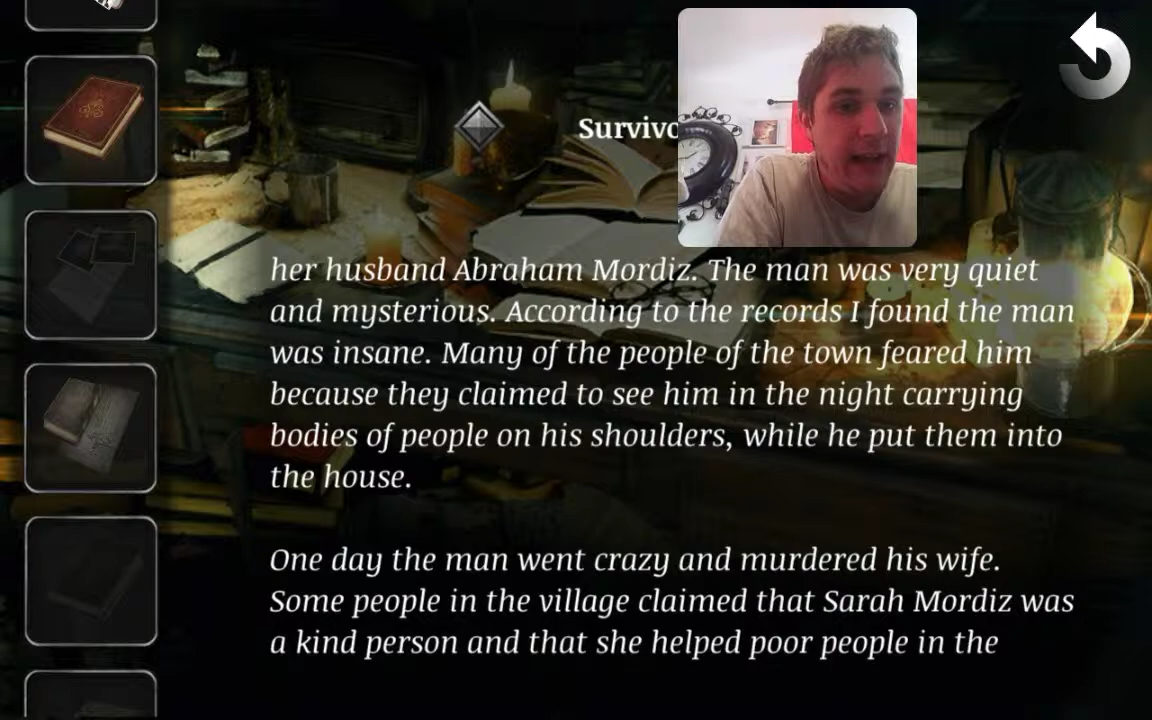 her husband Abraham Mordiz. The man was very quiet
and mysterious. According to the records I found the man
was insane. Many of the people of the town feared him
because they claimed to see him in the night carrying
bodies of people on his shoulders, while he put them into
the house.
One day the man went crazy and murdered his wife.
Some people in the village claimed that Sarah Mordiz was
a kind person and that she helped poor people in the